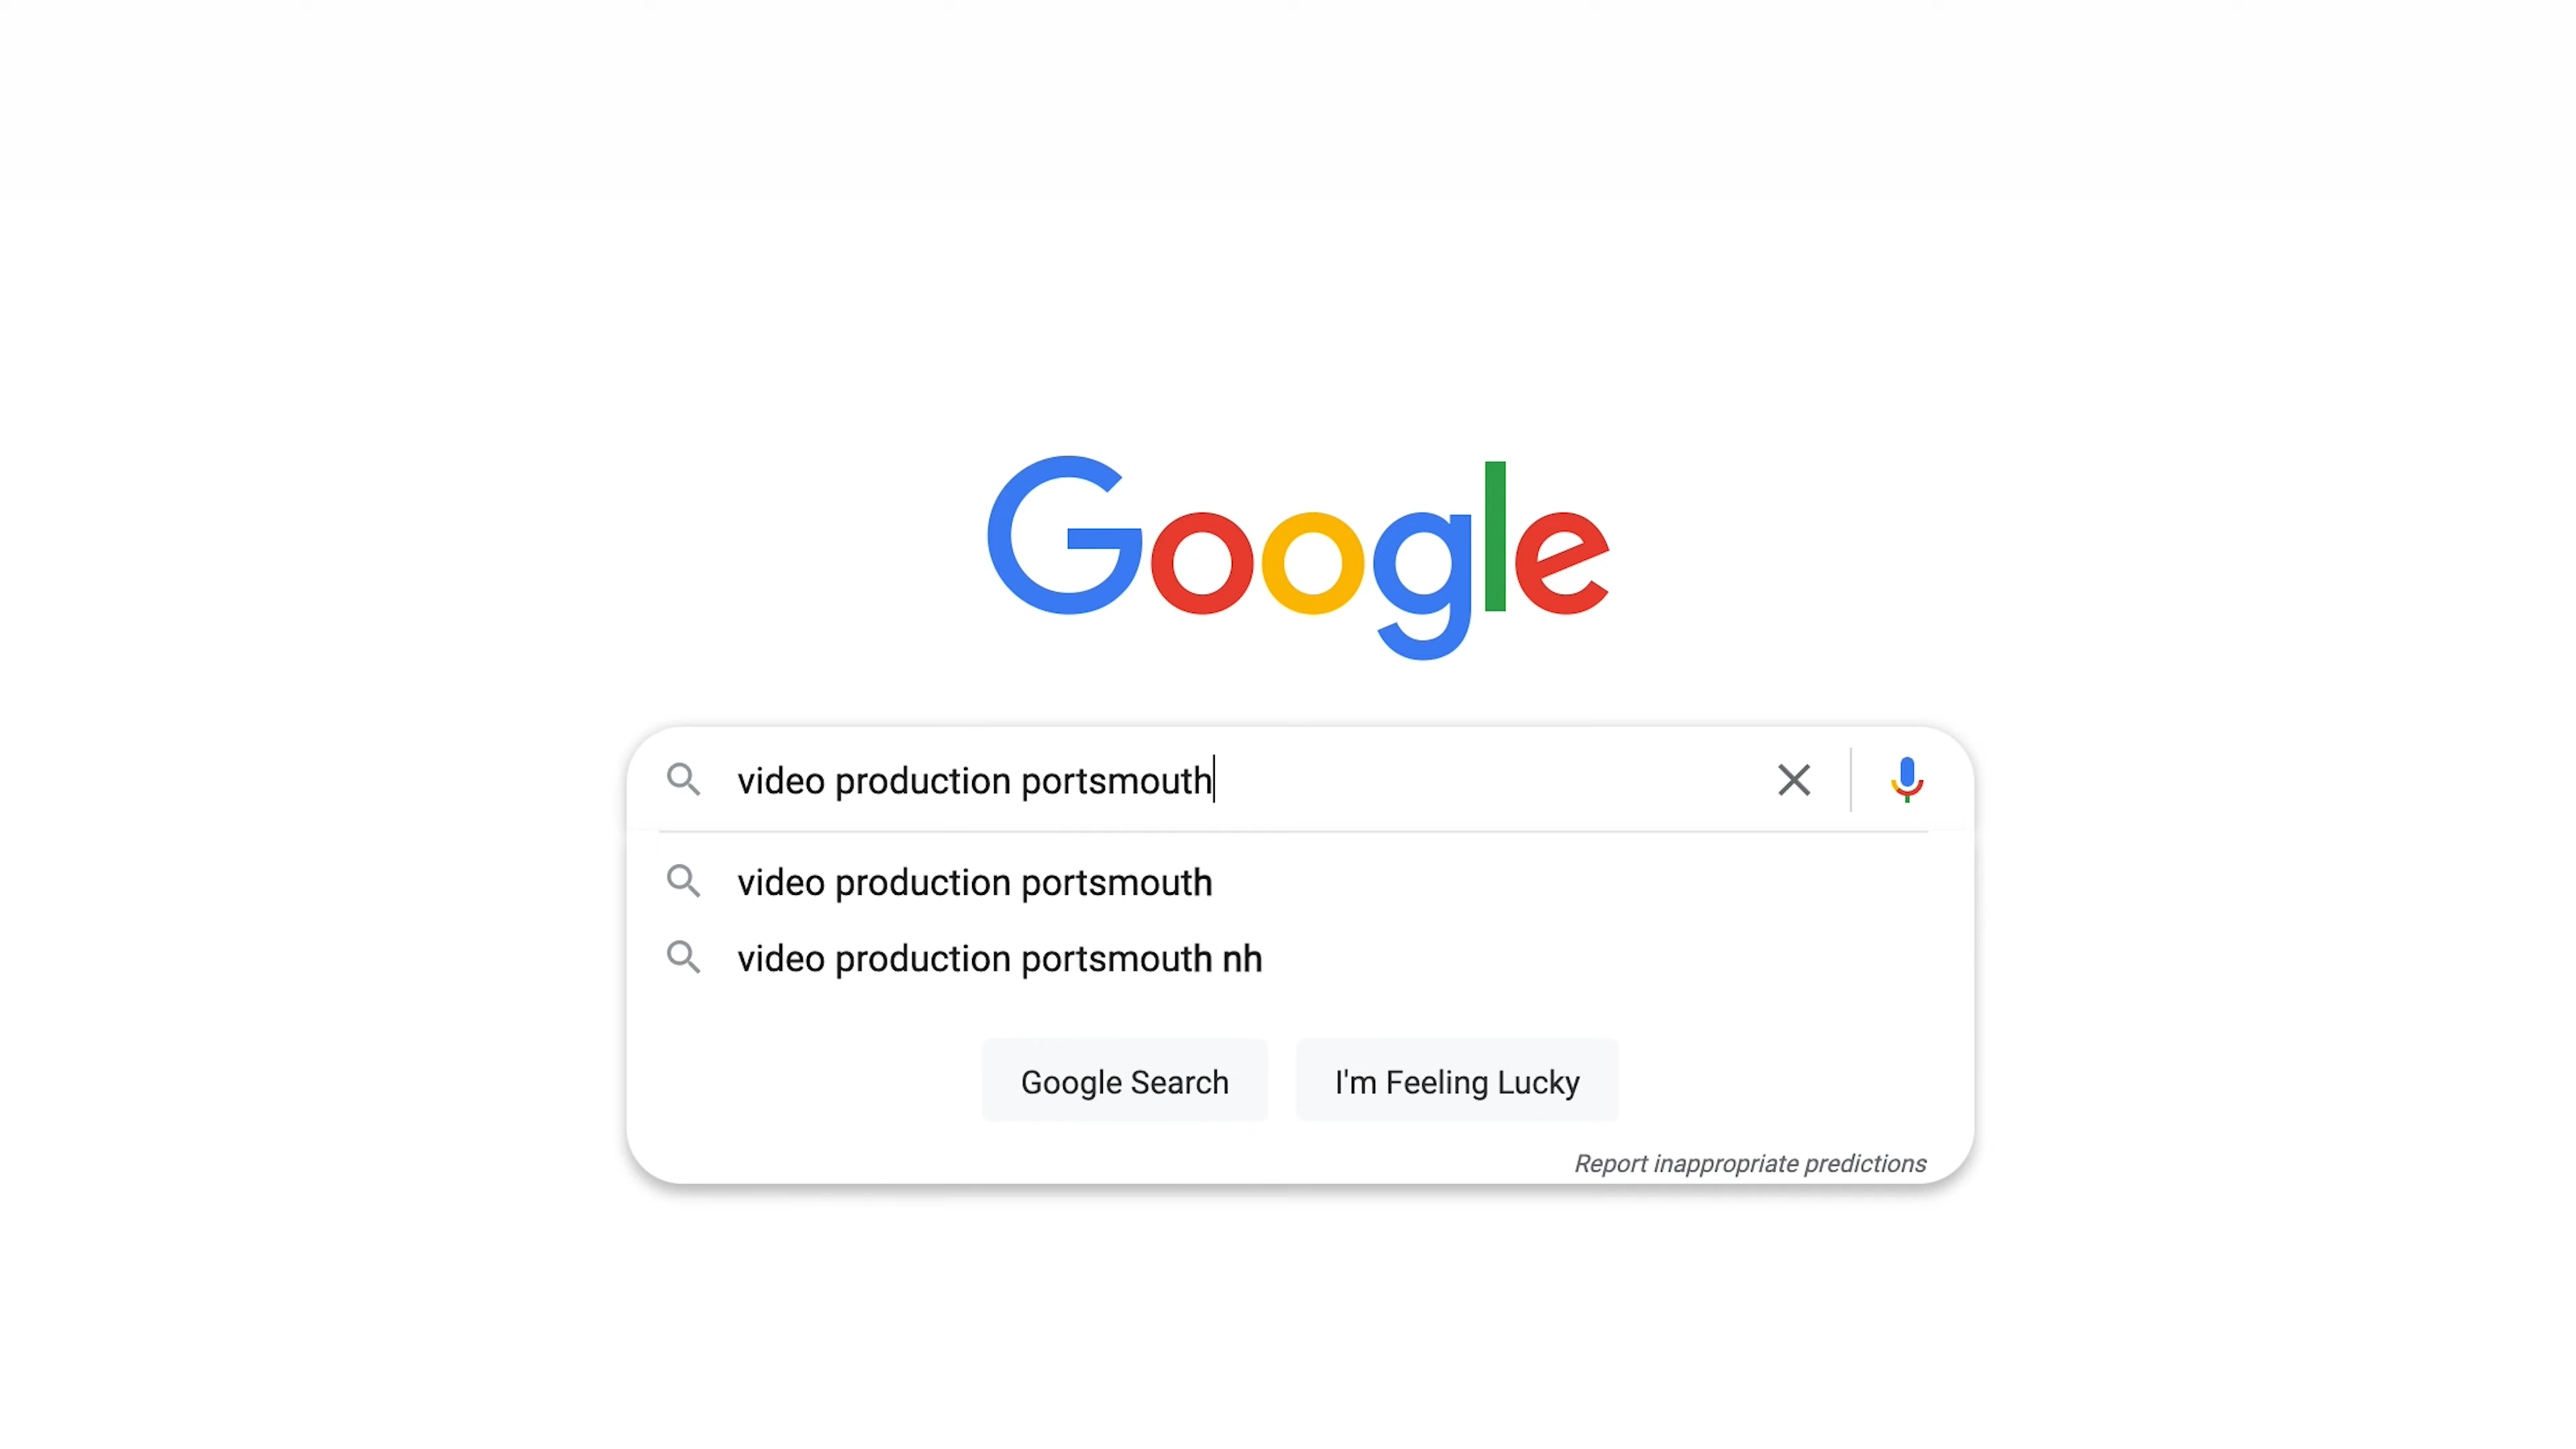 Google
video production portsmouth
video production portsmouth
video production portsmouth nh
Google Search
I'm Feeling Lucky
Report inappropriate predictions